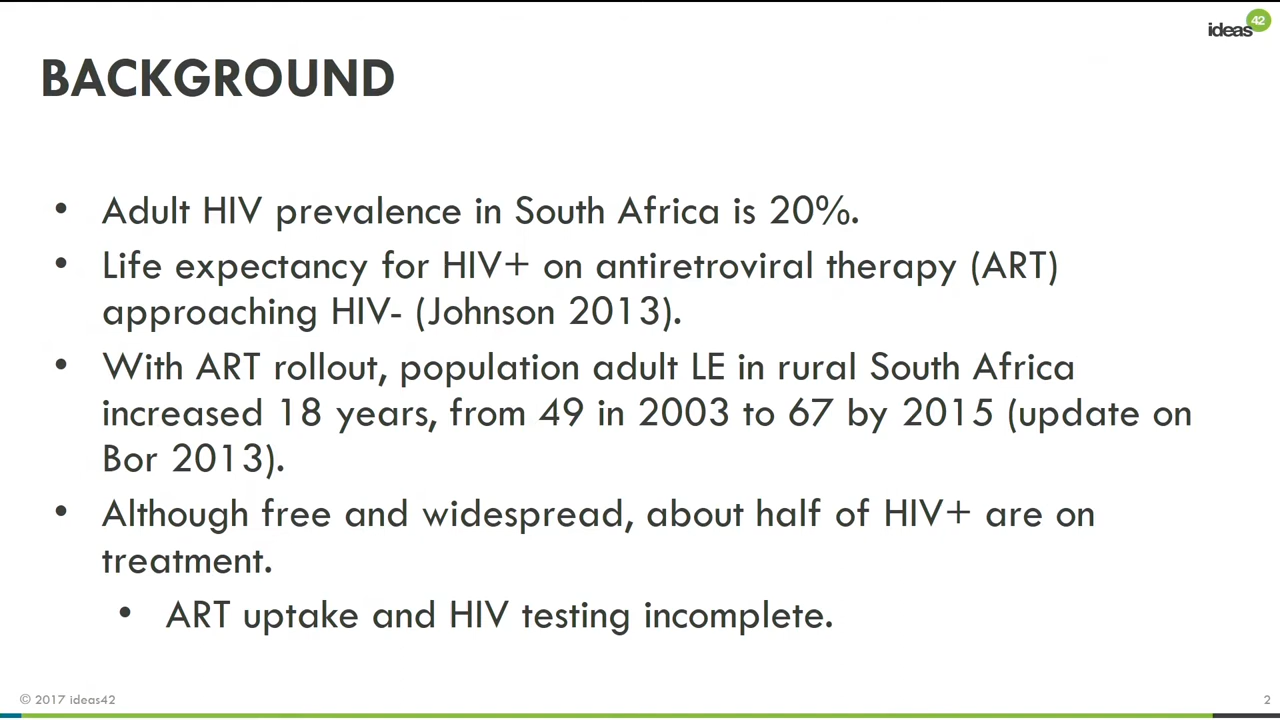 ideas42
BACKGROUND
• Adult HIV prevalence in South Africa is 20%.
• Life expectancy for HIV+ on antiretroviral therapy (ART)
approaching HIV- (Johnson 2013).
• With ART rollout, population adult LE in rural South Africa
increased 18 years, from 49 in 2003 to 67 by 2015 (update on
Bor 2013).
• Although free and widespread, about half of HIV+ are on
treatment.
• ART uptake and HIV testing incomplete.
© 2017 ideas42
2